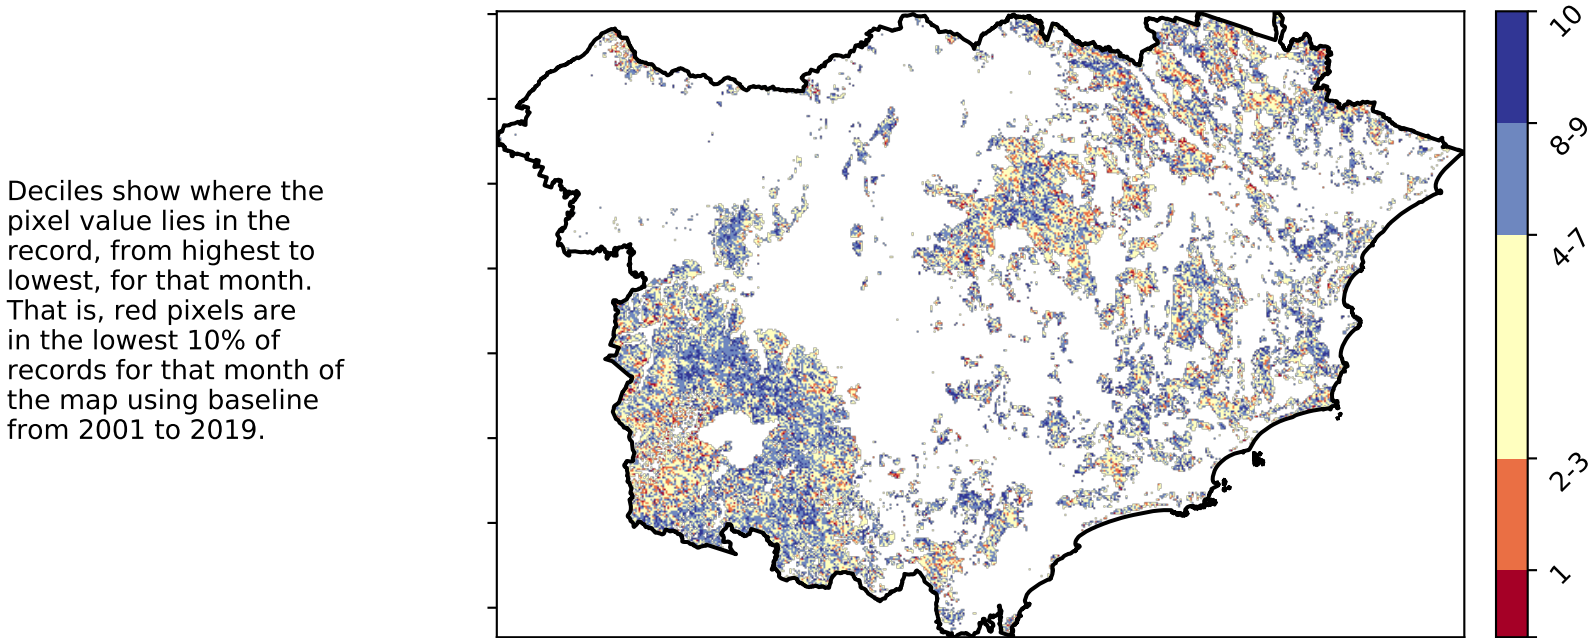 Deciles show where the
pixel value lies in the
record, from highest to
lowest, for that month.
That is, red pixels are
in the lowest 10% of
records for that month of
the map using baseline
from 2001 to 2019.
10
8-9
4-7
2-3
1